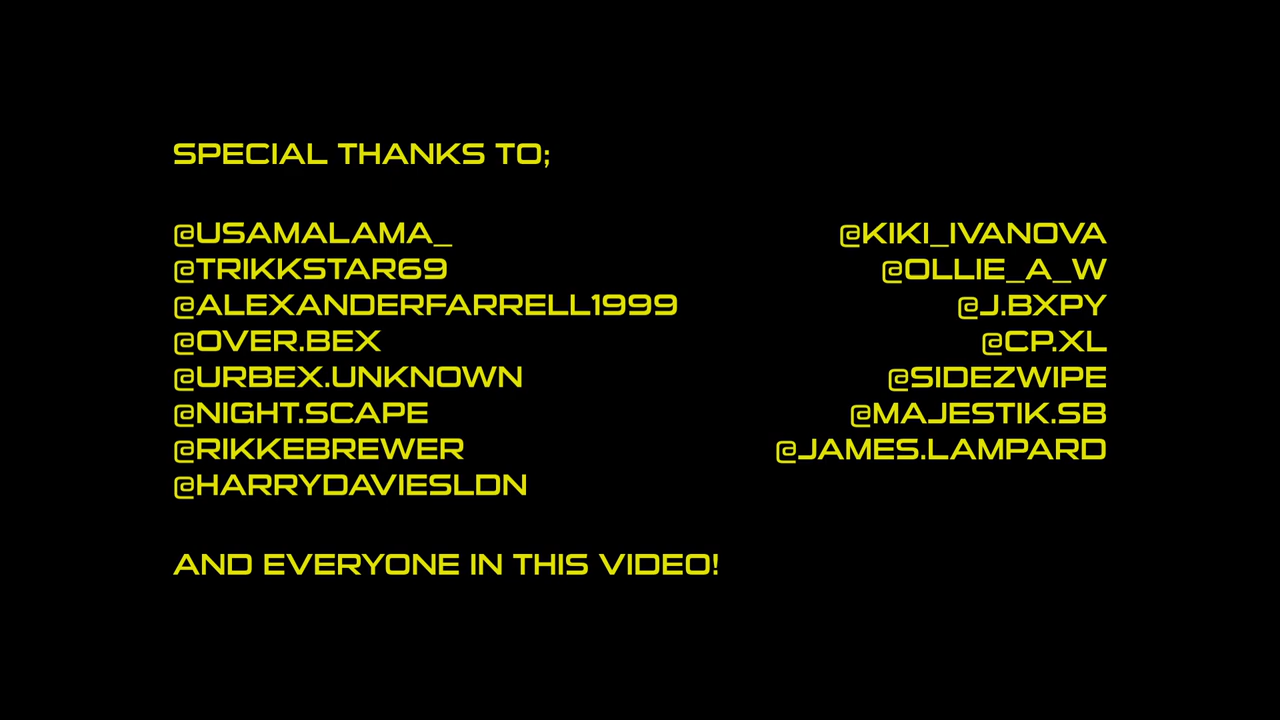 SPECIAL THANKS TO;
@USAMALAMA_
@TRIKKSTAR69
@ALEXANDERFARRELL1999
@OVER.BEX
@URBEX.UNKNOWN
@NIGHT.SCAPE
@RIKKEBREWER
@HARRYDAVIESLDN
@KIKI_IVANOVA
@OLLIE_A_W
@J.BXPY
@CP.XL
@SIDEZWIPE
@MAJESTIK.SB
@JAMES.LAMPARD
AND EVERYONE IN THIS VIDEO!